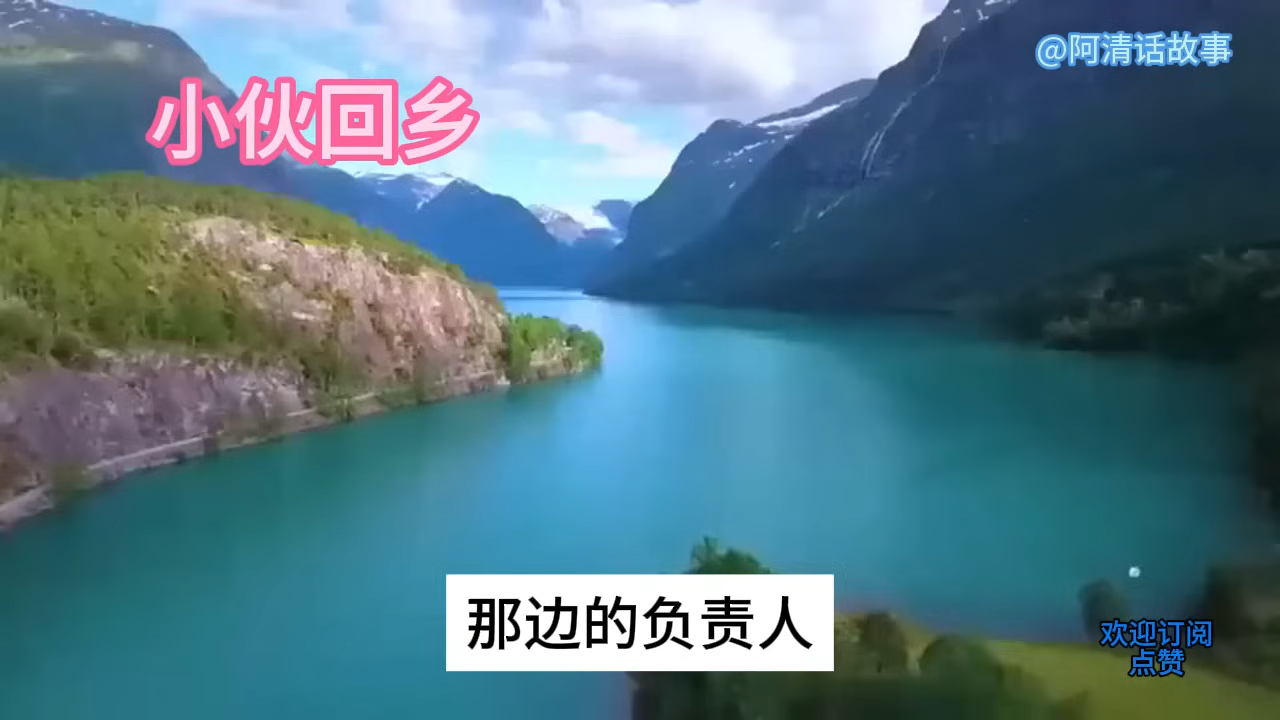 @阿清话故事
小伙回乡
那边的负责人
欢迎订阅
点赞